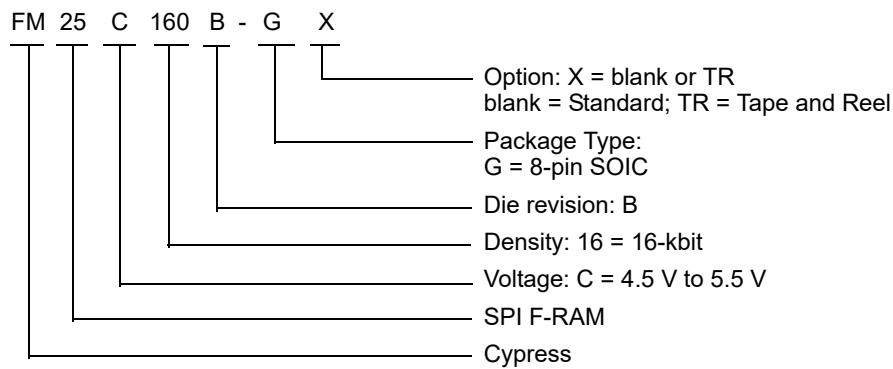 FM 25 C 160 B - G X
Option: X = blank or TR
blank = Standard; TR = Tape and Reel
Package Type:
G = 8-pin SOIC
Die revision: B
Density: 16 = 16-kbit
Voltage: C = 4.5 V to 5.5 V
SPI F-RAM
Cypress